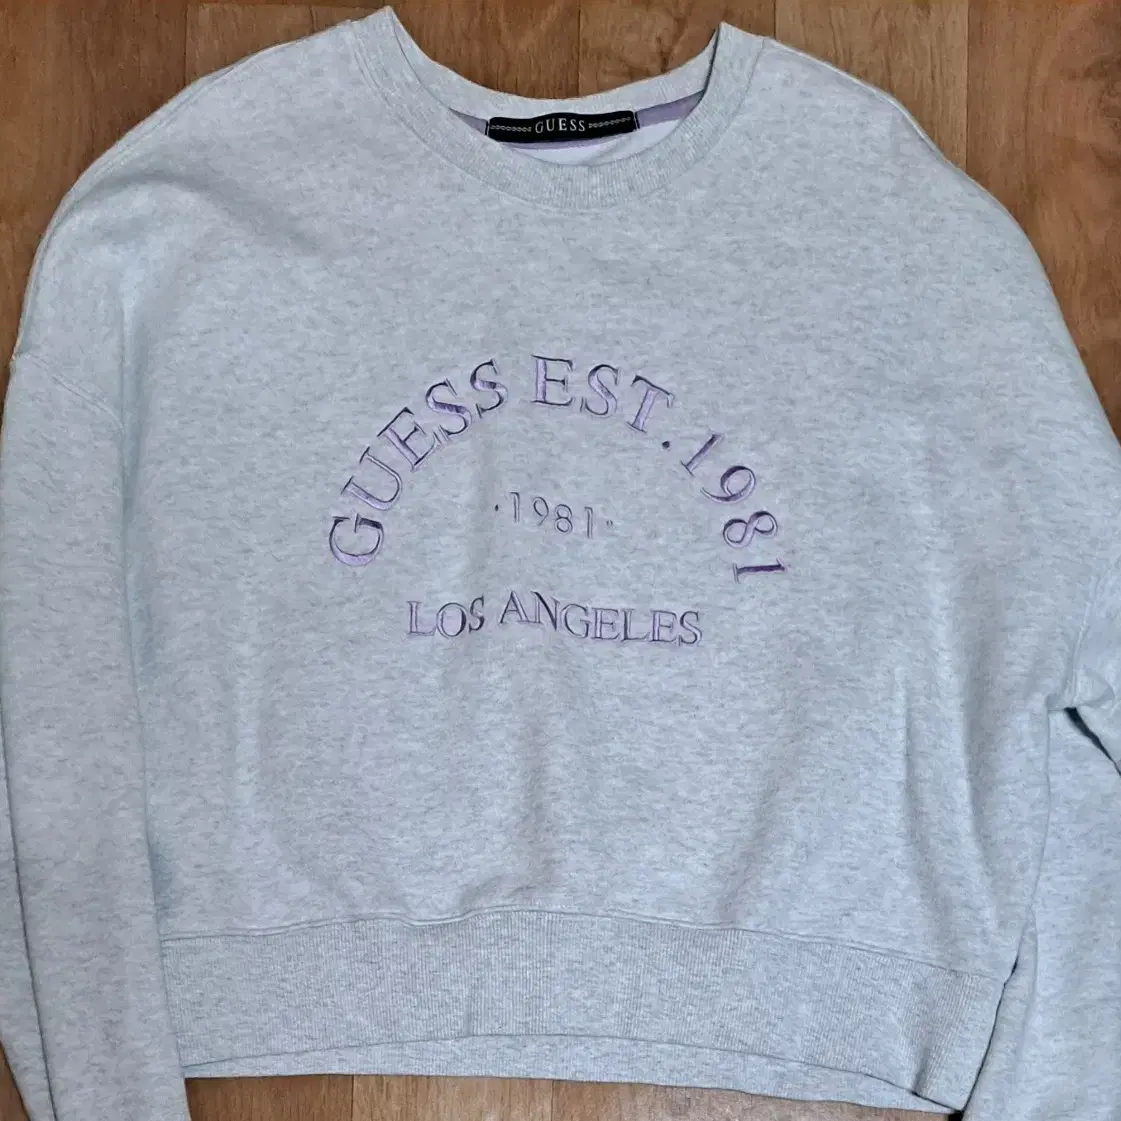 GUESS
GUESS EST. 1981
·1981·
LOS ANGELES